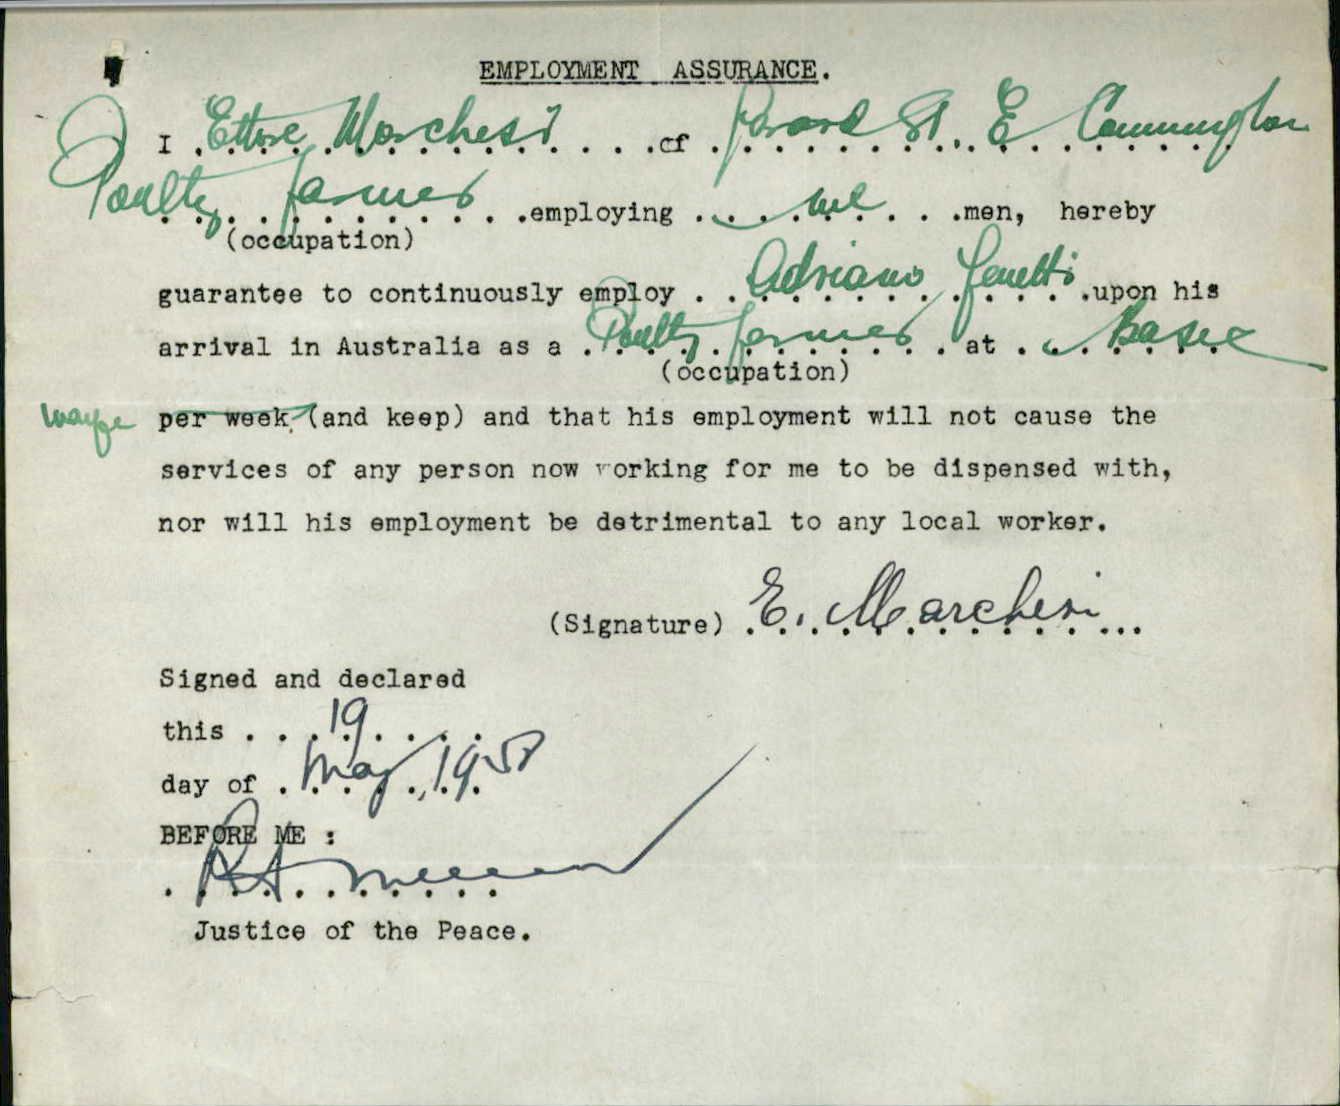 EMPLOYMENT ASSURANCE.
I Ettore Marchesi of St. E Cannington
Poultry farmer employing nil men, hereby
(occupation)
guarantee to continuously employ Adriano upon his
arrival in Australia as a Poultry farmer at Basic
(occupation)
wage per week (and keep) and that his employment will not cause the
services of any person now working for me to be dispensed with,
nor will his employment be detrimental to any local worker.
(Signature) E. Marchesi
Signed and declared
this 19
day of May, 1958
BEFORE ME :
Justice of the Peace.